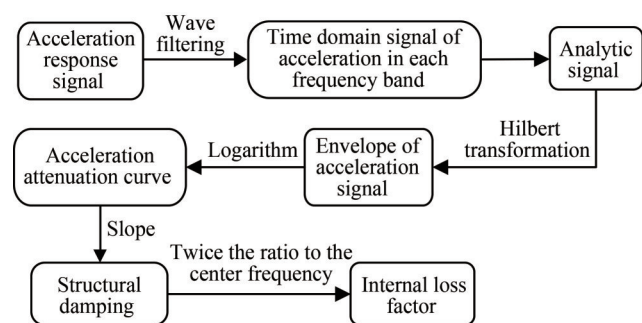 Acceleration
response
signal
Wave
filtering
Time domain signal of
acceleration in each
frequency band
Analytic
signal
Hilbert
transformation
Envelope of
acceleration
signal
Logarithm
Acceleration
attenuation curve
Slope
Structural
damping
Twice the ratio to the
center frequency
Internal loss
factor